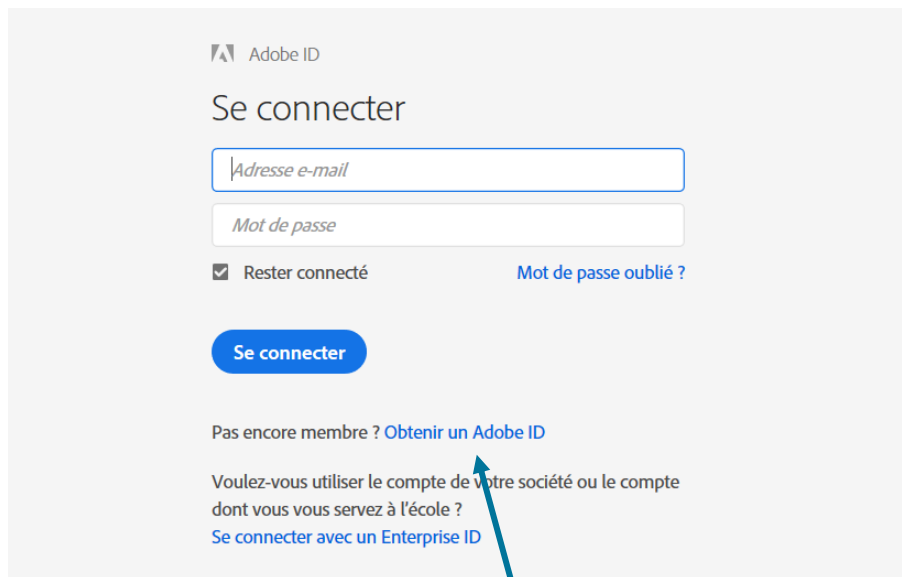 Adobe ID
Se connecter
Adresse e-mail
Mot de passe
Rester connecté
Mot de passe oublié ?
Se connecter
Pas encore membre ? Obtenir un Adobe ID
Voulez-vous utiliser le compte de votre société ou le compte
dont vous vous servez à l'école ?
Se connecter avec un Enterprise ID